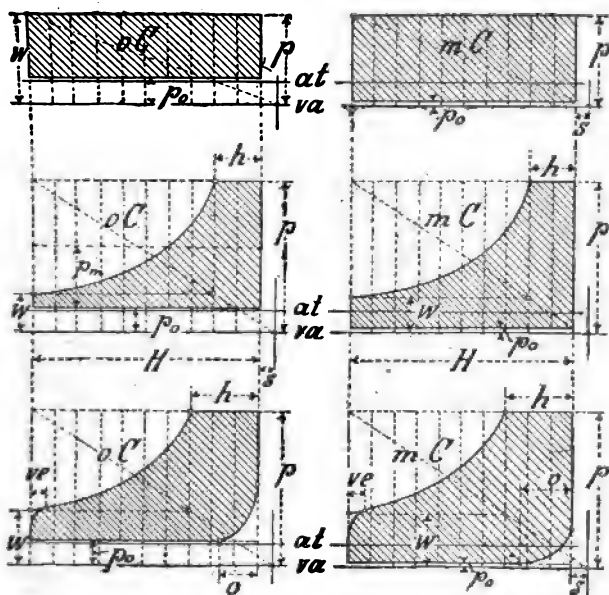 w oC p at mC
p₀ va p₀ s
h h
oC p mC
pₘ
w at w
p₀ va p₀
H s H
h h
oC p mC
ve ve o
w at w
p₀ va p₀ s
o